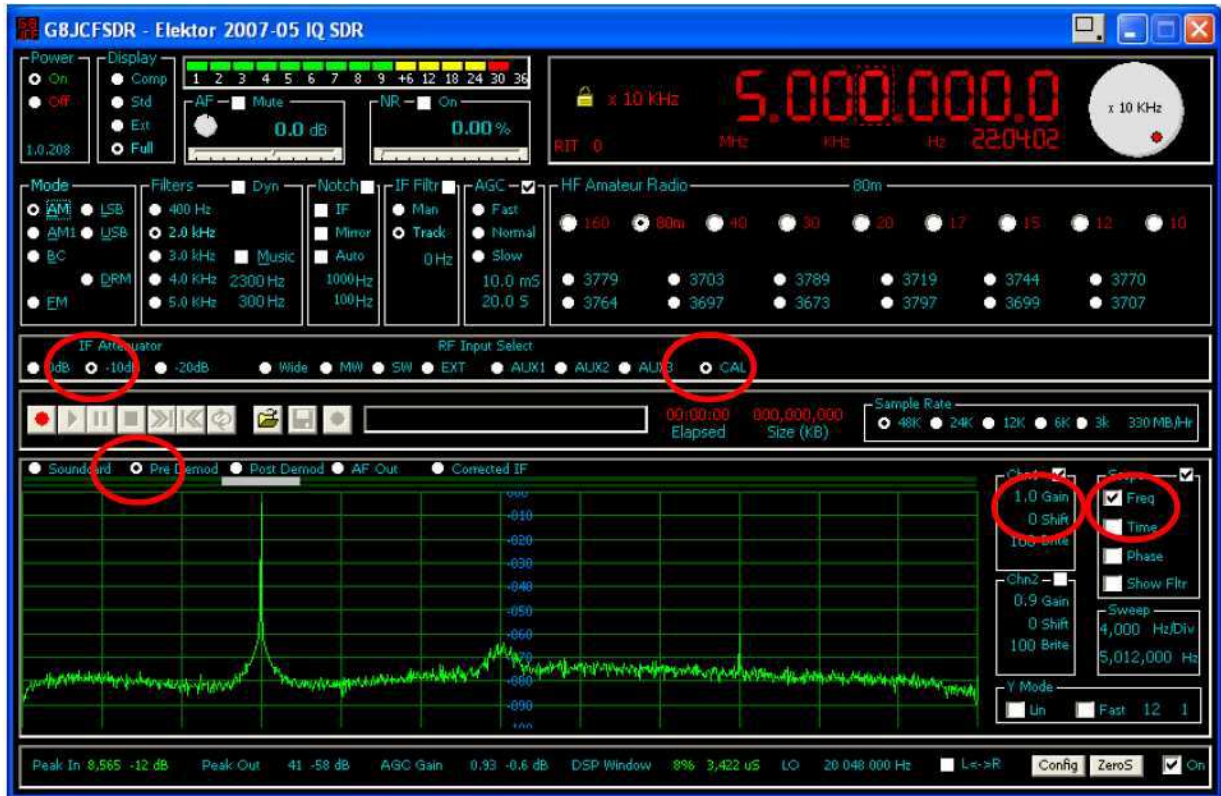 G8JCFSDR - Elektor 2007-05 IQ SDR
Power
On
Off
1.0.208
Display
Comp
Std
Ext
Full
1 2 3 4 5 6 7 8 9 +6 12 18 24 30 36
AF Mute
0.0 dB
NR On
0.00 %
x 10 KHz
5.000.000.0
RIT 0
MHz KHz Hz 22:04:02
x 10 KHz
Mode
AM LSB
AM1 USB
BC
DRM
FM
Filters Dyn
400 Hz
2.0 kHz
3.0 kHz Music
4.0 KHz 2300 Hz
5.0 KHz 300 Hz
Notch
IF
Mirror
Auto
1000 Hz
100 Hz
IF Filtr
Man
Track
0 Hz
AGC
Fast
Normal
Slow
10.0 mS
20.0 S
HF Amateur Radio 80m
160 80m 40 30 20 17 15 12 10
3779 3703 3789 3719 3744 3770
3764 3697 3673 3797 3699 3707
IF Attenuator RF Input Select
0dB -10dB -20dB Wide MW SW EXT AUX1 AUX2 AUX3 CAL
00:00:00 000,000,000
Elapsed Size (KB)
Sample Rate
48K 24K 12K 6K 3k 330 MB/Hr
Soundcard Pre Demod Post Demod AF Out Corrected IF
000
-010
-020
-030
-040
-050
-060
-070
-080
-090
-100
Chn1
1.0 Gain
0 Shift
100 Brite
Chn2
0.9 Gain
0 Shift
100 Brite
Scope
Freq
Time
Phase
Show Fltr
Sweep
4,000 Hz/Div
5,012,000 Hz
Y Mode
Lin Fast 12 1
Peak In 8,565 -12 dB Peak Out 41 -58 dB AGC Gain 0.93 -0.6 dB DSP Window 8% 3,422 uS LO 20 048 000 Hz L<->R Config ZeroS On